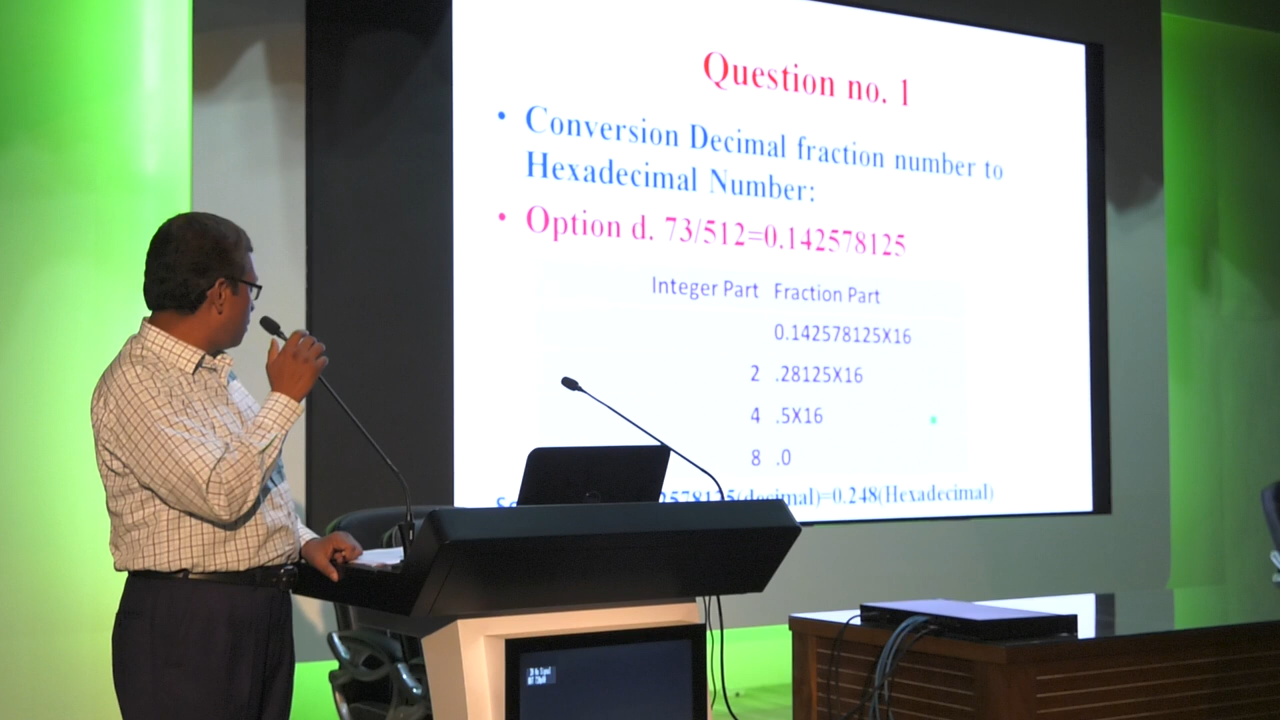 Question no. 1
• Conversion Decimal fraction number to
Hexadecimal Number:
• Option d. 73/512=0.142578125
Integer Part Fraction Part
0.142578125X16
2 .28125X16
4 .5X16
8 .0
2578125(decimal)=0.248(Hexadecimal)